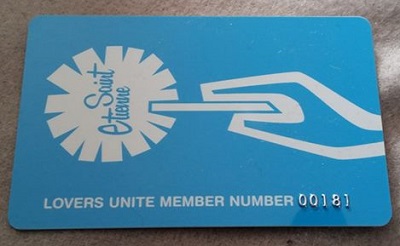 Saint
etienne
LOVERS UNITE MEMBER NUMBER 00181